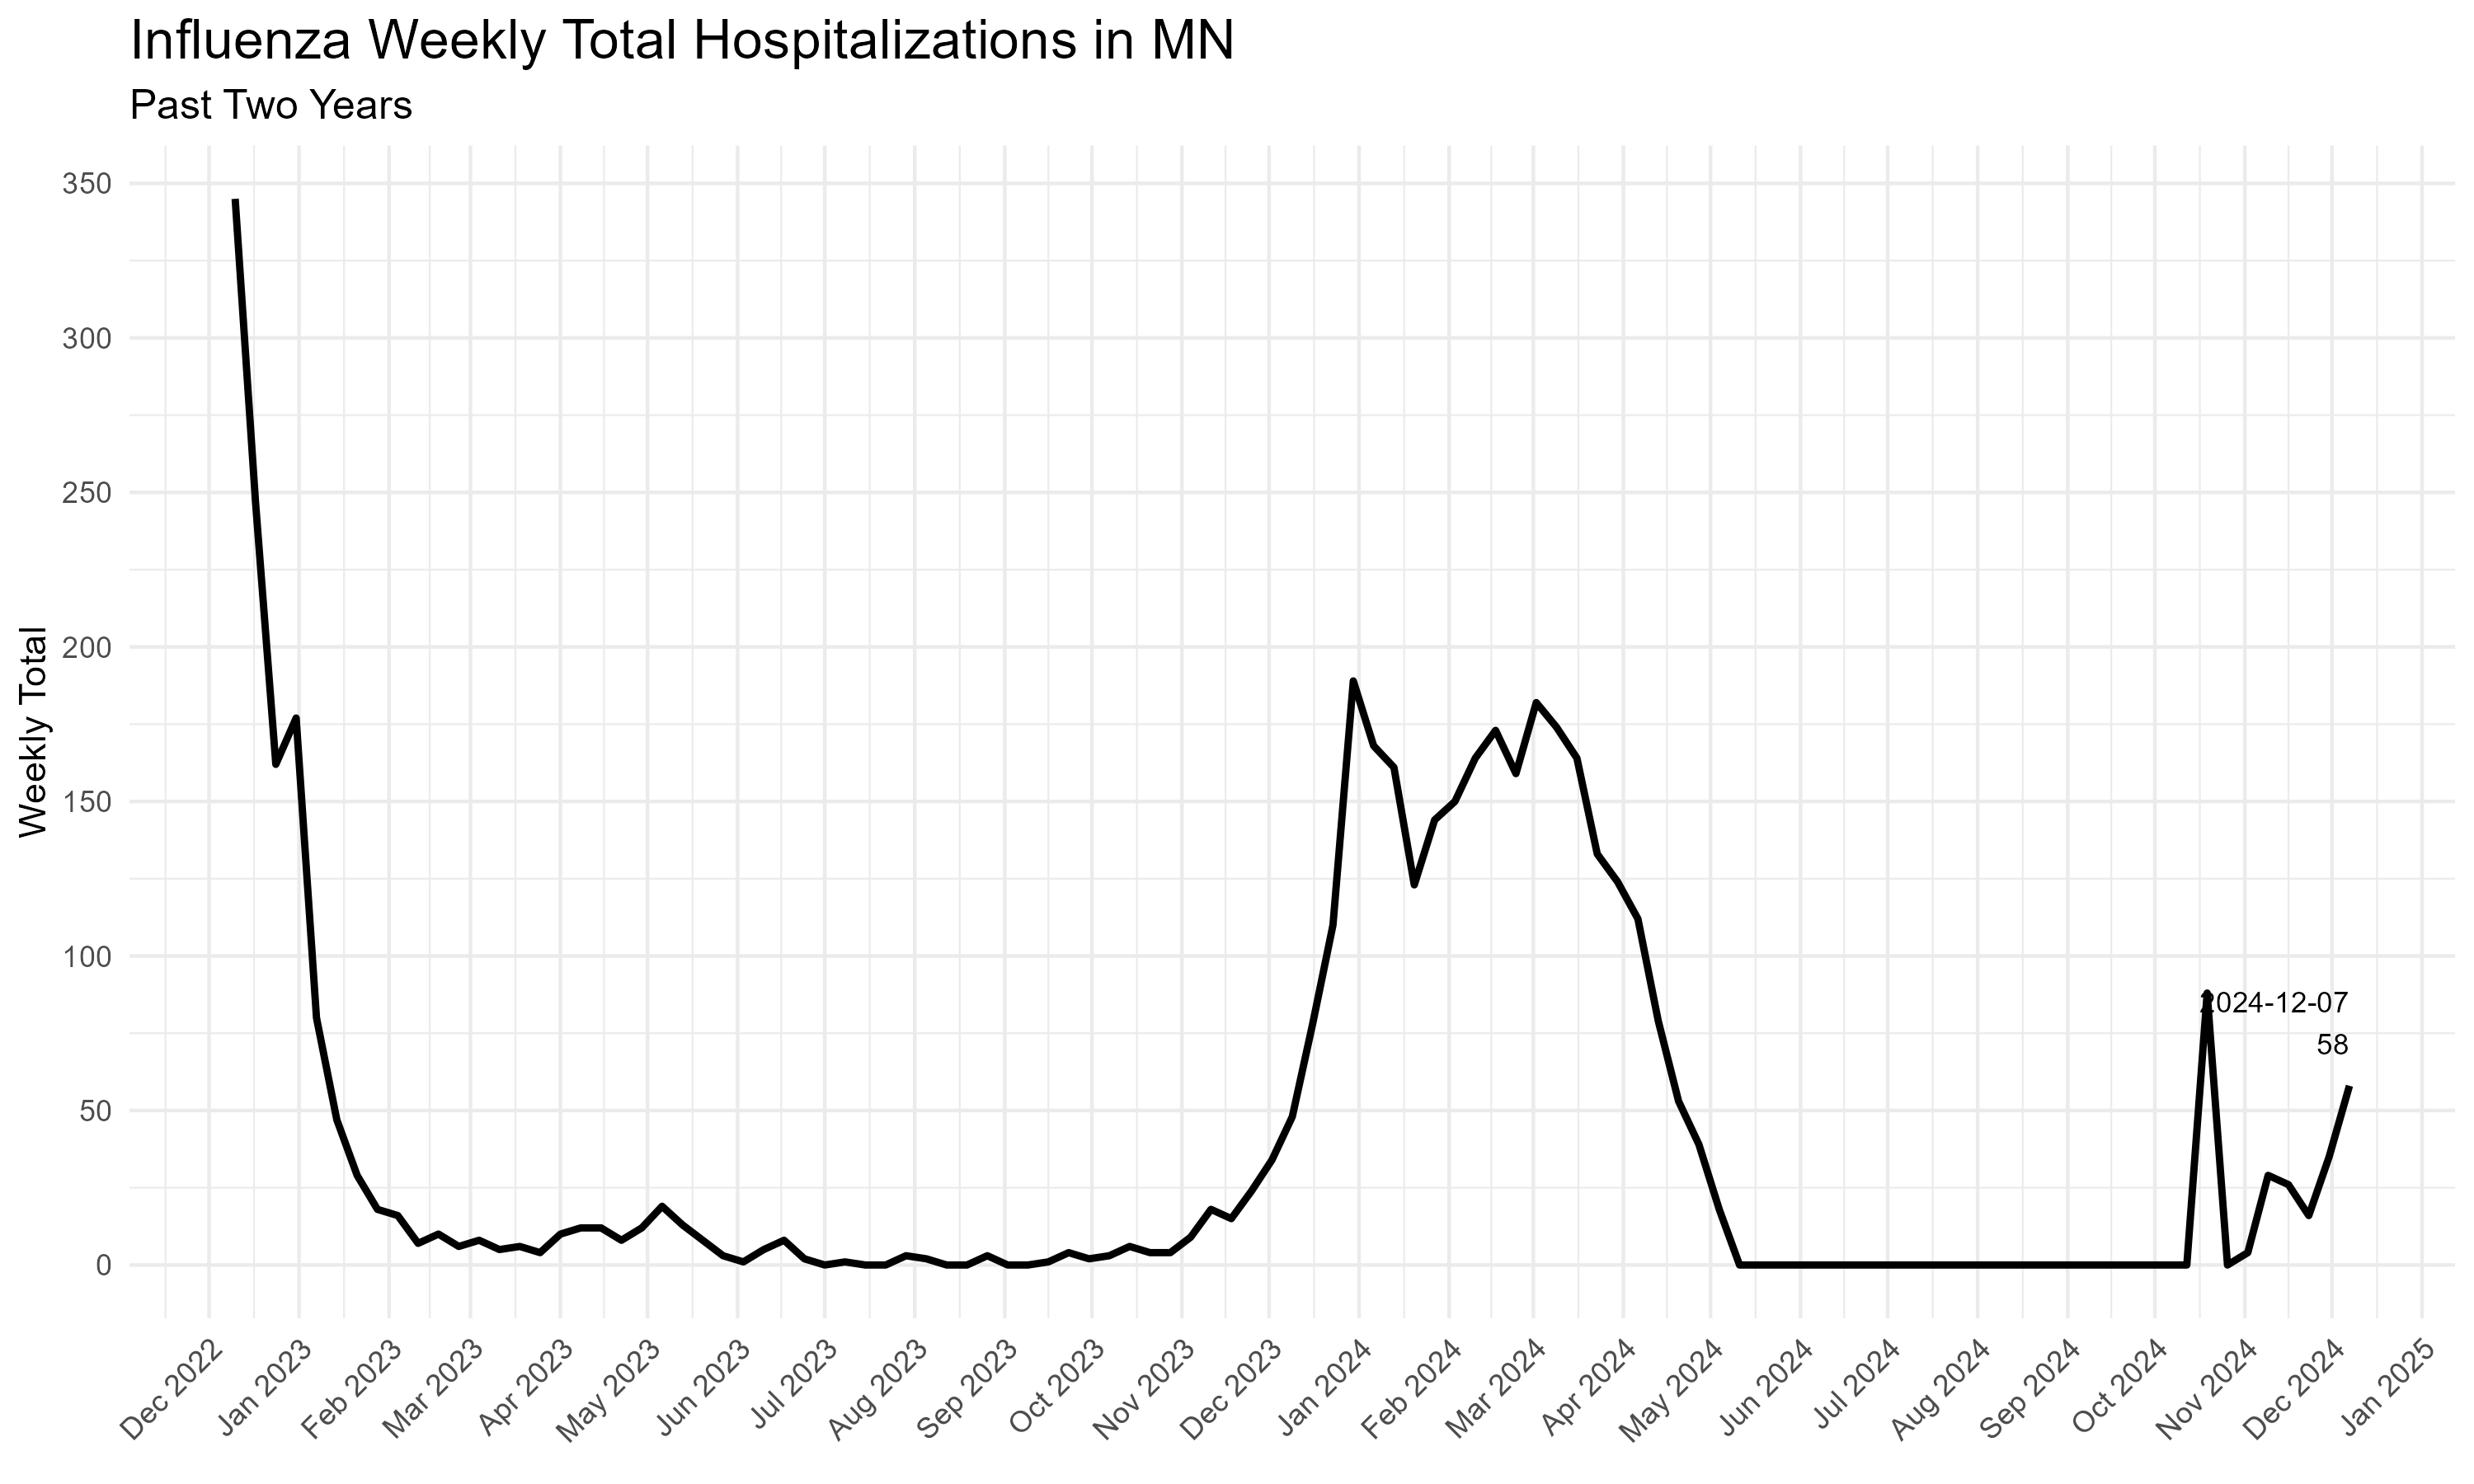 Influenza Weekly Total Hospitalizations in MN
Past Two Years
Weekly Total
350
300
250
200
150
100
50
0
2024-12-07
58
Dec 2022
Jan 2023
Feb 2023
Mar 2023
Apr 2023
May 2023
Jun 2023
Jul 2023
Aug 2023
Sep 2023
Oct 2023
Nov 2023
Dec 2023
Jan 2024
Feb 2024
Mar 2024
Apr 2024
May 2024
Jun 2024
Jul 2024
Aug 2024
Sep 2024
Oct 2024
Nov 2024
Dec 2024
Jan 2025